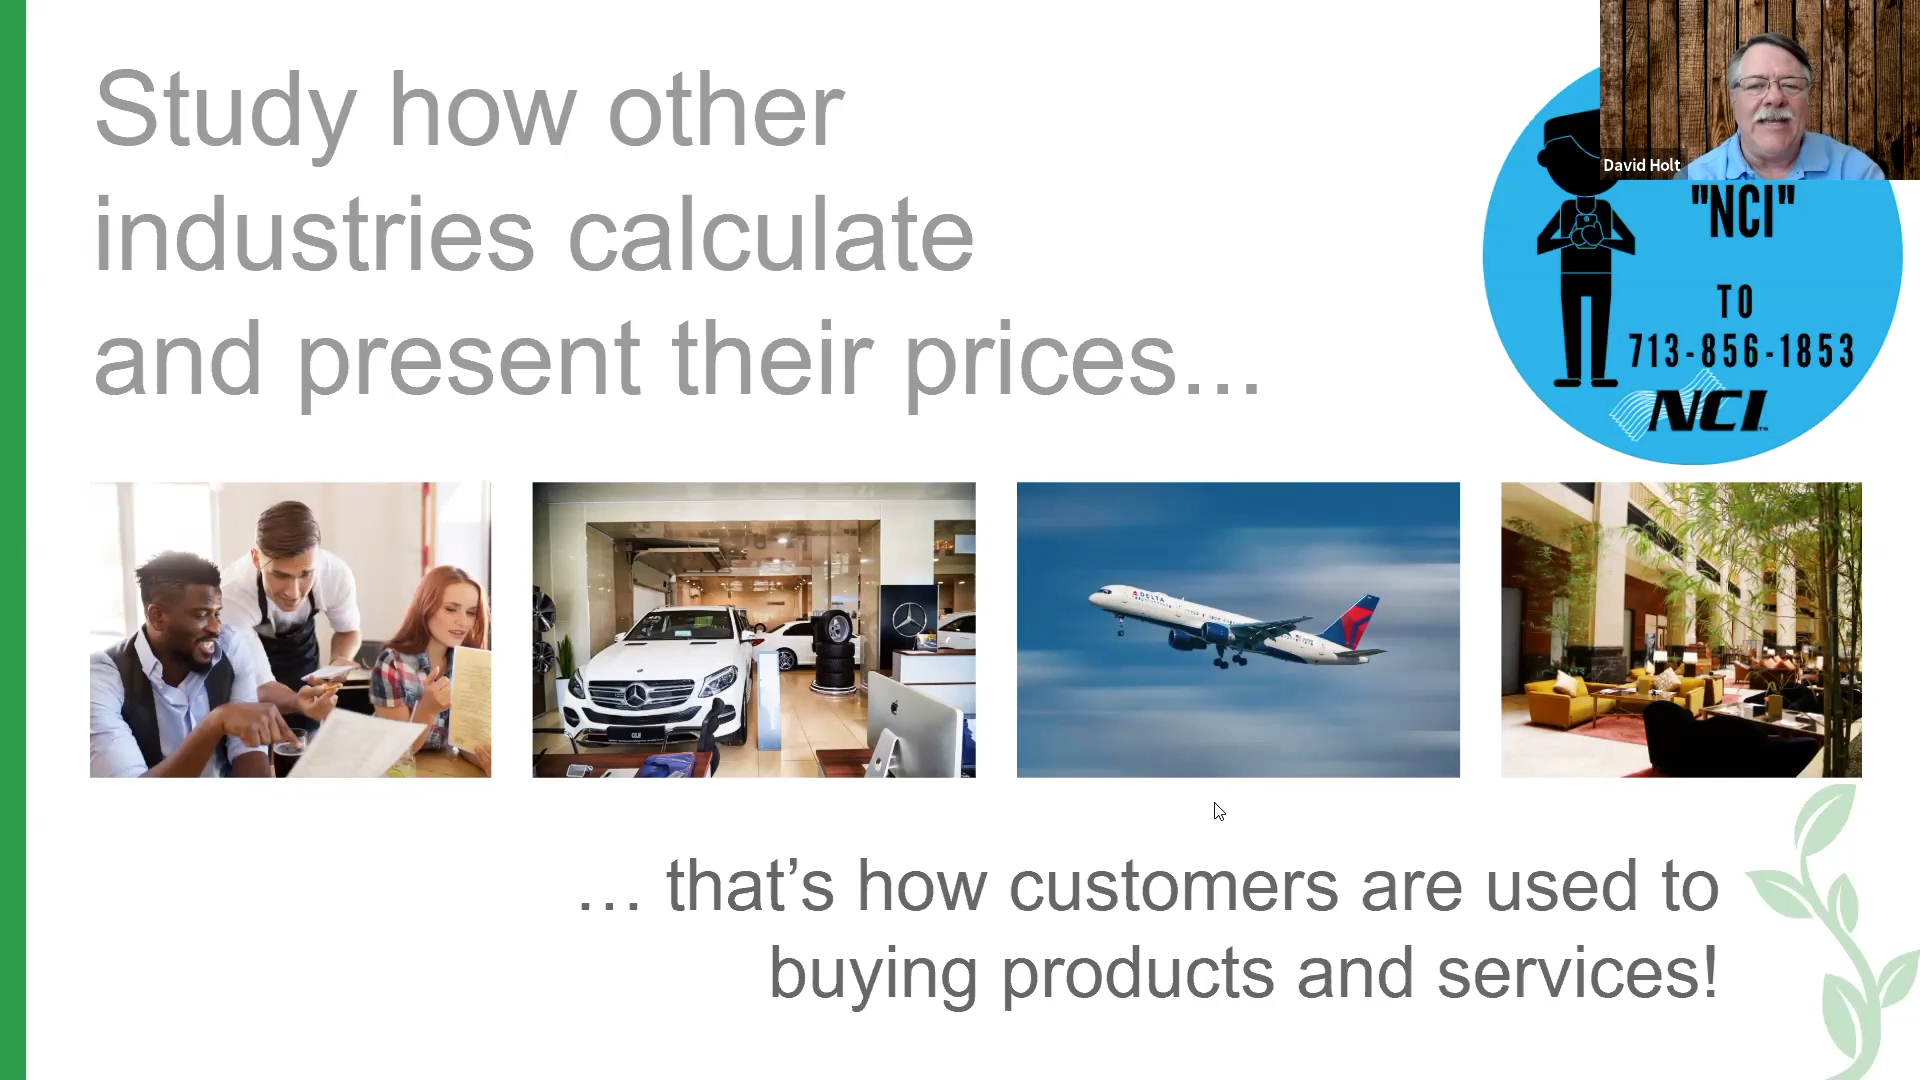 Study how other
industries calculate
and present their prices...
David Holt
"NCI"
TO
713-856-1853
NCI
DELTA
… that’s how customers are used to
buying products and services!